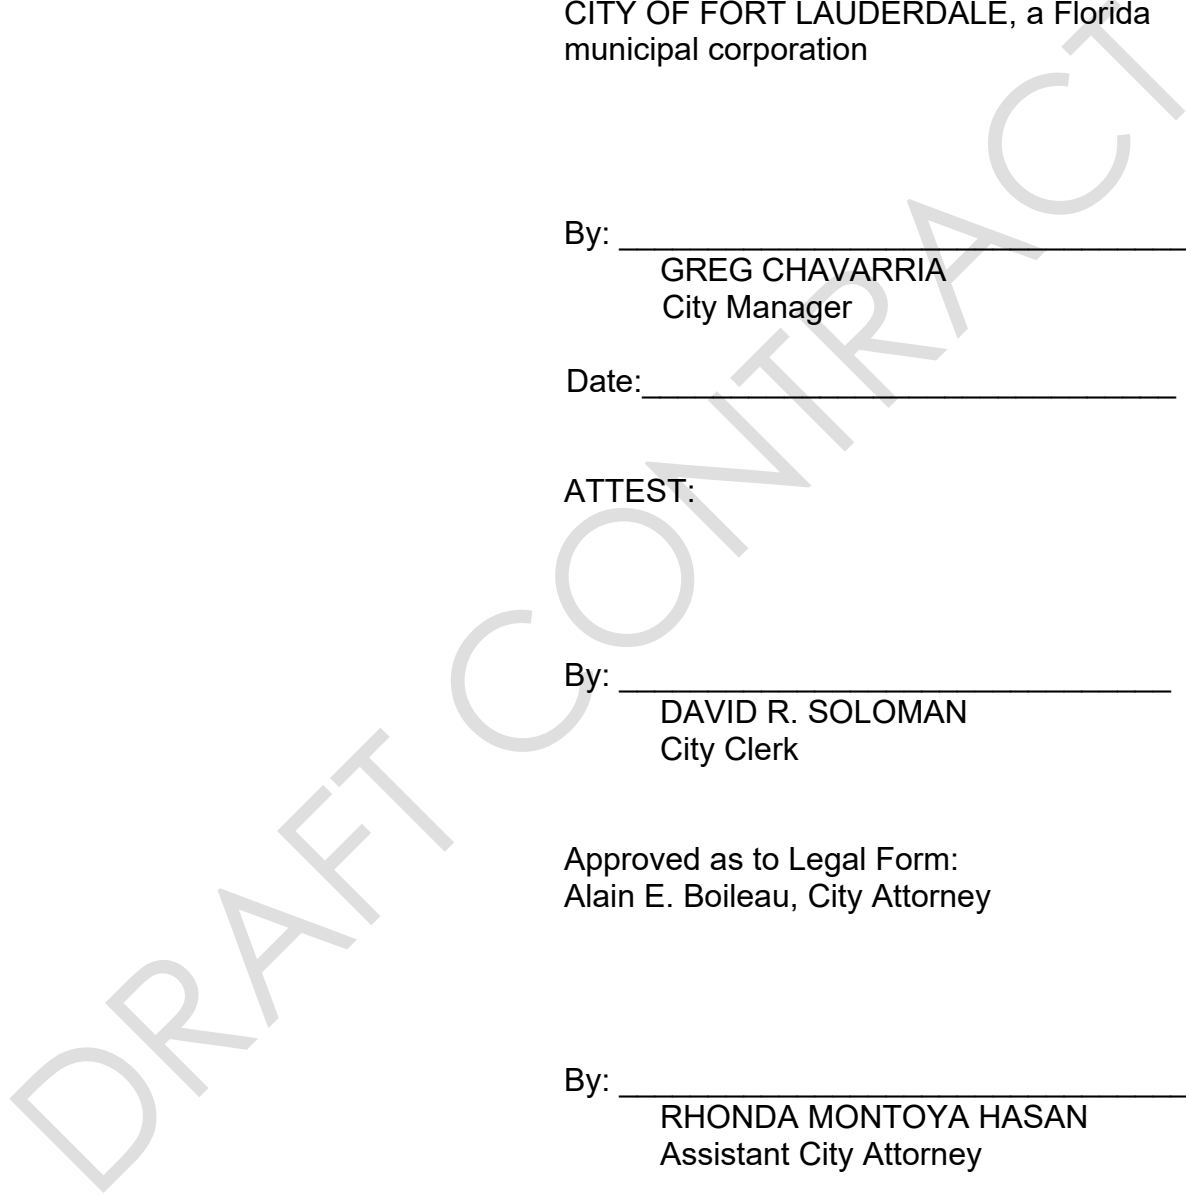 CITY OF FORT LAUDERDALE, a Florida
municipal corporation
By: ________________________________
GREG CHAVARRIA
City Manager
Date:______________________________
ATTEST:
By: _______________________________
DAVID R. SOLOMAN
City Clerk
Approved as to Legal Form:
Alain E. Boileau, City Attorney
By: ________________________________
RHONDA MONTOYA HASAN
Assistant City Attorney
DRAFT CONTRACT